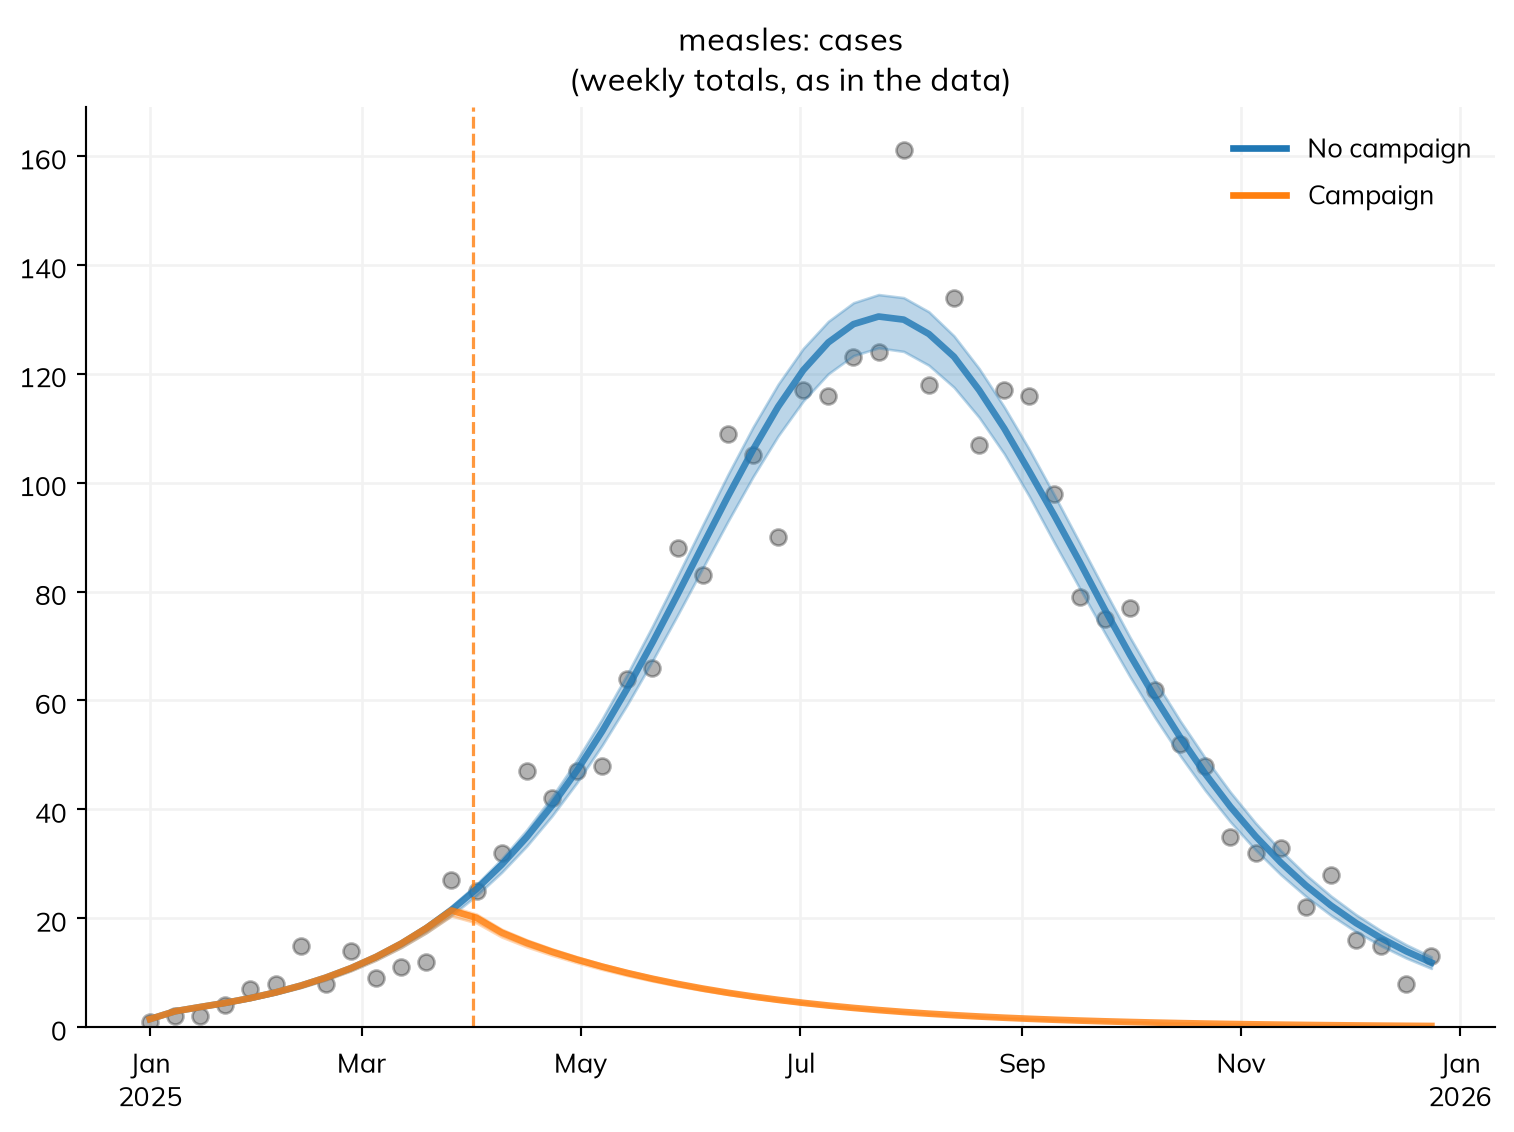 measles: cases
(weekly totals, as in the data)
No campaign
Campaign
160
140
120
100
80
60
40
20
0
Jan
2025
Mar
May
Jul
Sep
Nov
Jan
2026